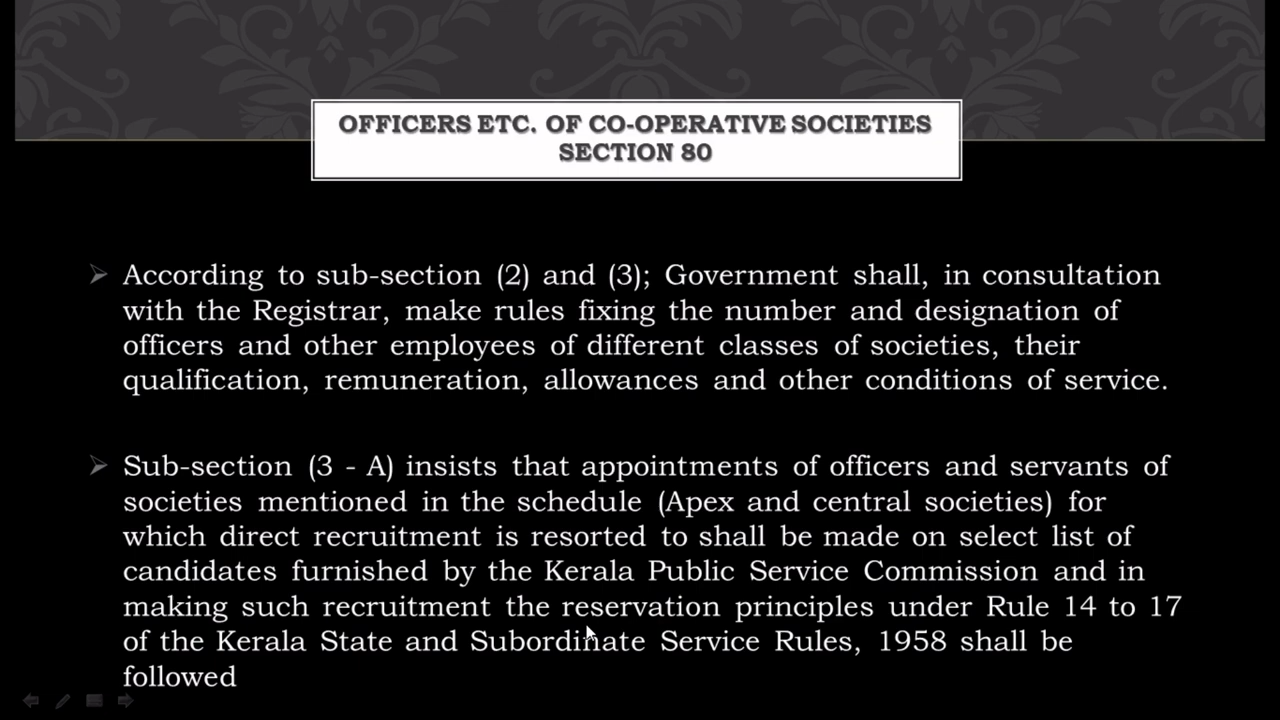 OFFICERS ETC. OF CO-OPERATIVE SOCIETIES
SECTION 80
According to sub-section (2) and (3); Government shall, in consultation
with the Registrar, make rules fixing the number and designation of
officers and other employees of different classes of societies, their
qualification, remuneration, allowances and other conditions of service.
Sub-section (3 - A) insists that appointments of officers and servants of
societies mentioned in the schedule (Apex and central societies) for
which direct recruitment is resorted to shall be made on select list of
candidates furnished by the Kerala Public Service Commission and in
making such recruitment the reservation principles under Rule 14 to 17
of the Kerala State and Subordinate Service Rules, 1958 shall be
followed